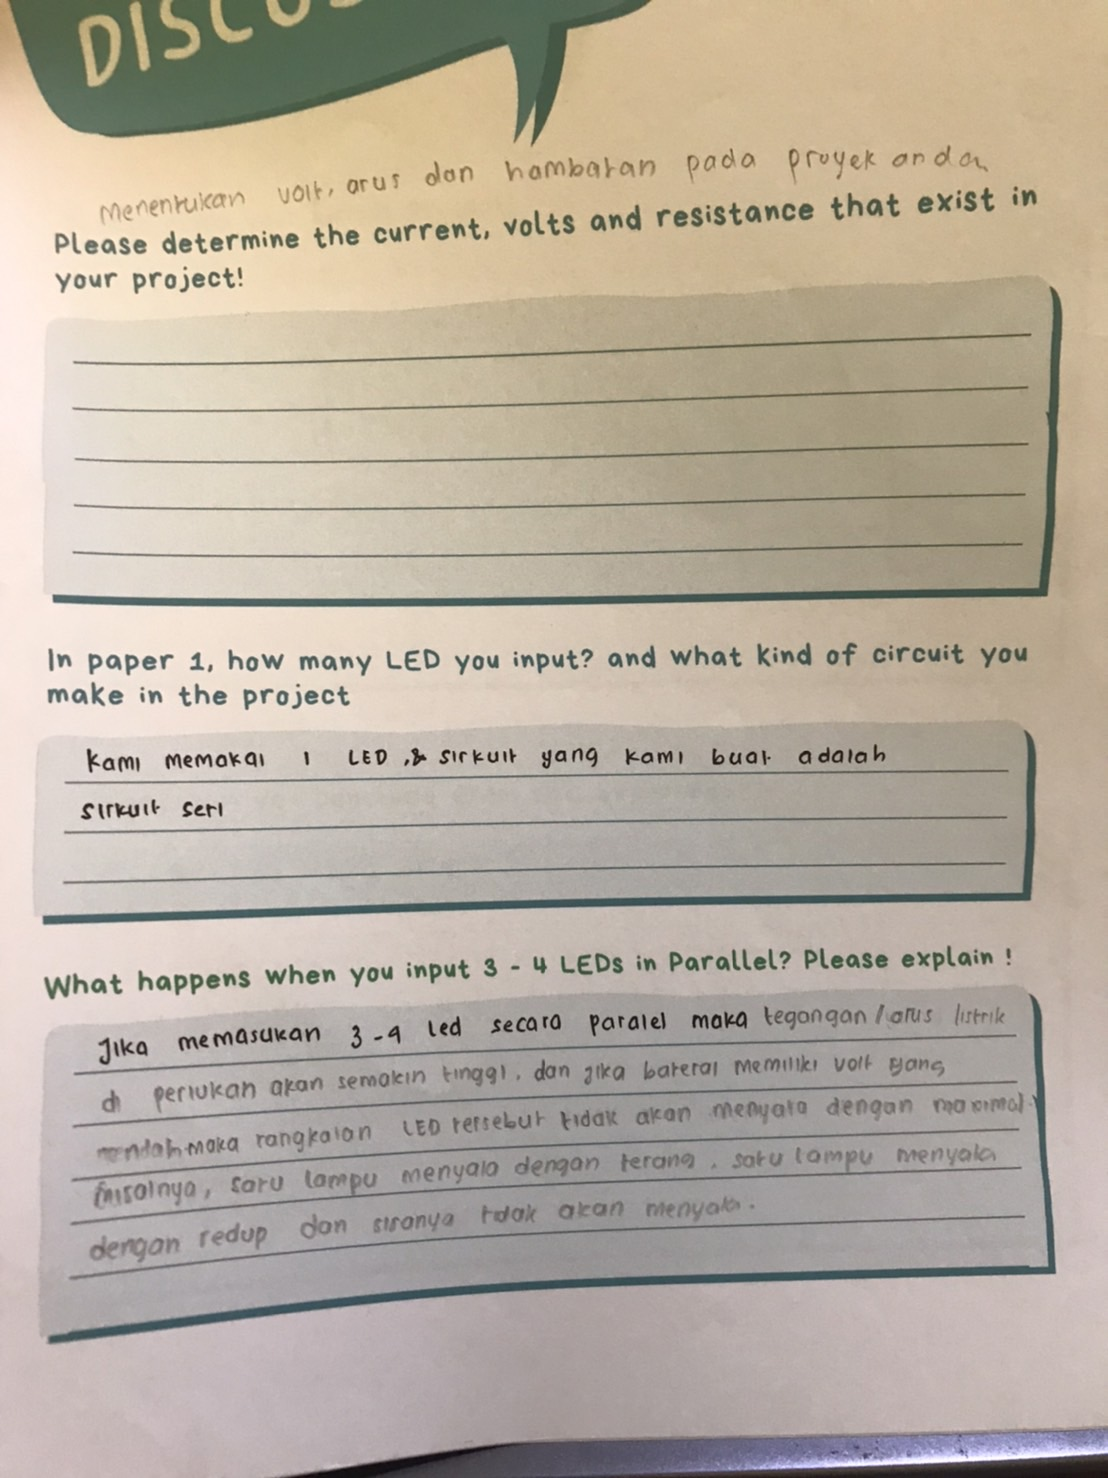 DISCU
Menentukan volt, arus dan hambatan pada proyek anda
Please determine the current, volts and resistance that exist in
your project!
In paper 1, how many LED you input? and what kind of circuit you
make in the project
Kami memakai 1 LED ,& sirkuit yang kami buat adalah
sirkuit seri
What happens when you input 3 - 4 LEDs in Parallel? Please explain !
Jika memasukan 3-4 led secara paralel maka tegangan / arus listrik
di perlukan akan semakin tinggi, dan jika baterai memiliki volt yang
rendah maka rangkaian LED tersebut tidak akan menyala dengan maximal.
misalnya, satu lampu menyala dengan terang, satu lampu menyala
dengan redup dan sisanya tidak akan menyala.